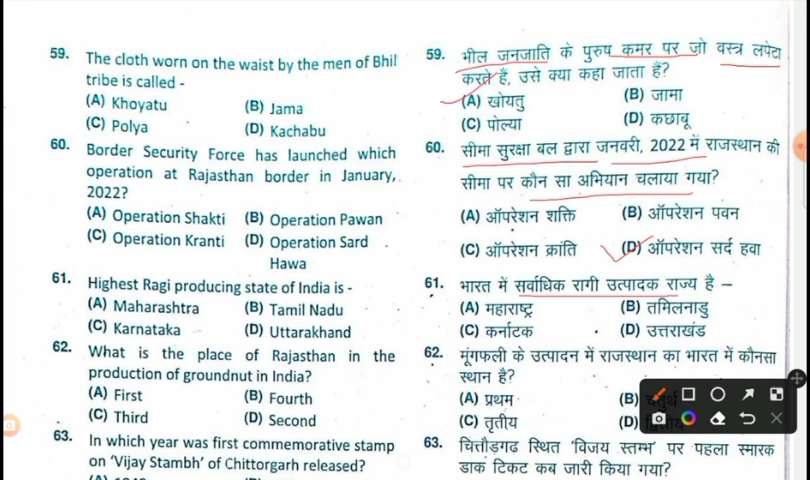 59. The cloth worn on the waist by the men of Bhil
tribe is called -
(A) Khoyatu (B) Jama
(C) Polya (D) Kachabu
60. Border Security Force has launched which
operation at Rajasthan border in January,
2022?
(A) Operation Shakti (B) Operation Pawan
(C) Operation Kranti (D) Operation Sard
Hawa
61. Highest Ragi producing state of India is -
(A) Maharashtra (B) Tamil Nadu
(C) Karnataka (D) Uttarakhand
62. What is the place of Rajasthan in the
production of groundnut in India?
(A) First (B) Fourth
(C) Third (D) Second
63. In which year was first commemorative stamp
on 'Vijay Stambh' of Chittorgarh released?
59. भील जनजाति के पुरुष कमर पर जो वस्त्र लपेटा
करते हैं, उसे क्या कहा जाता हैं?
(A) खोयतु (B) जामा
(C) पोल्या (D) कछाबू
60. सीमा सुरक्षा बल द्वारा जनवरी, 2022 में राजस्थान की
सीमा पर कौन सा अभियान चलाया गया?
(A) ऑपरेशन शक्ति (B) ऑपरेशन पवन
(C) ऑपरेशन क्रांति (D) ऑपरेशन सर्द हवा
61. भारत में सर्वाधिक रागी उत्पादक राज्य है –
(A) महाराष्ट्र (B) तमिलनाडु
(C) कर्नाटक (D) उत्तराखंड
62. मूंगफली के उत्पादन में राजस्थान का भारत में कौनसा
स्थान है?
(A) प्रथम (B) चतुर्थ
(C) तृतीय (D)
63. चित्तौड़गढ़ स्थित 'विजय स्तम्भ' पर पहला स्मारक
डाक टिकट कब जारी किया गया?